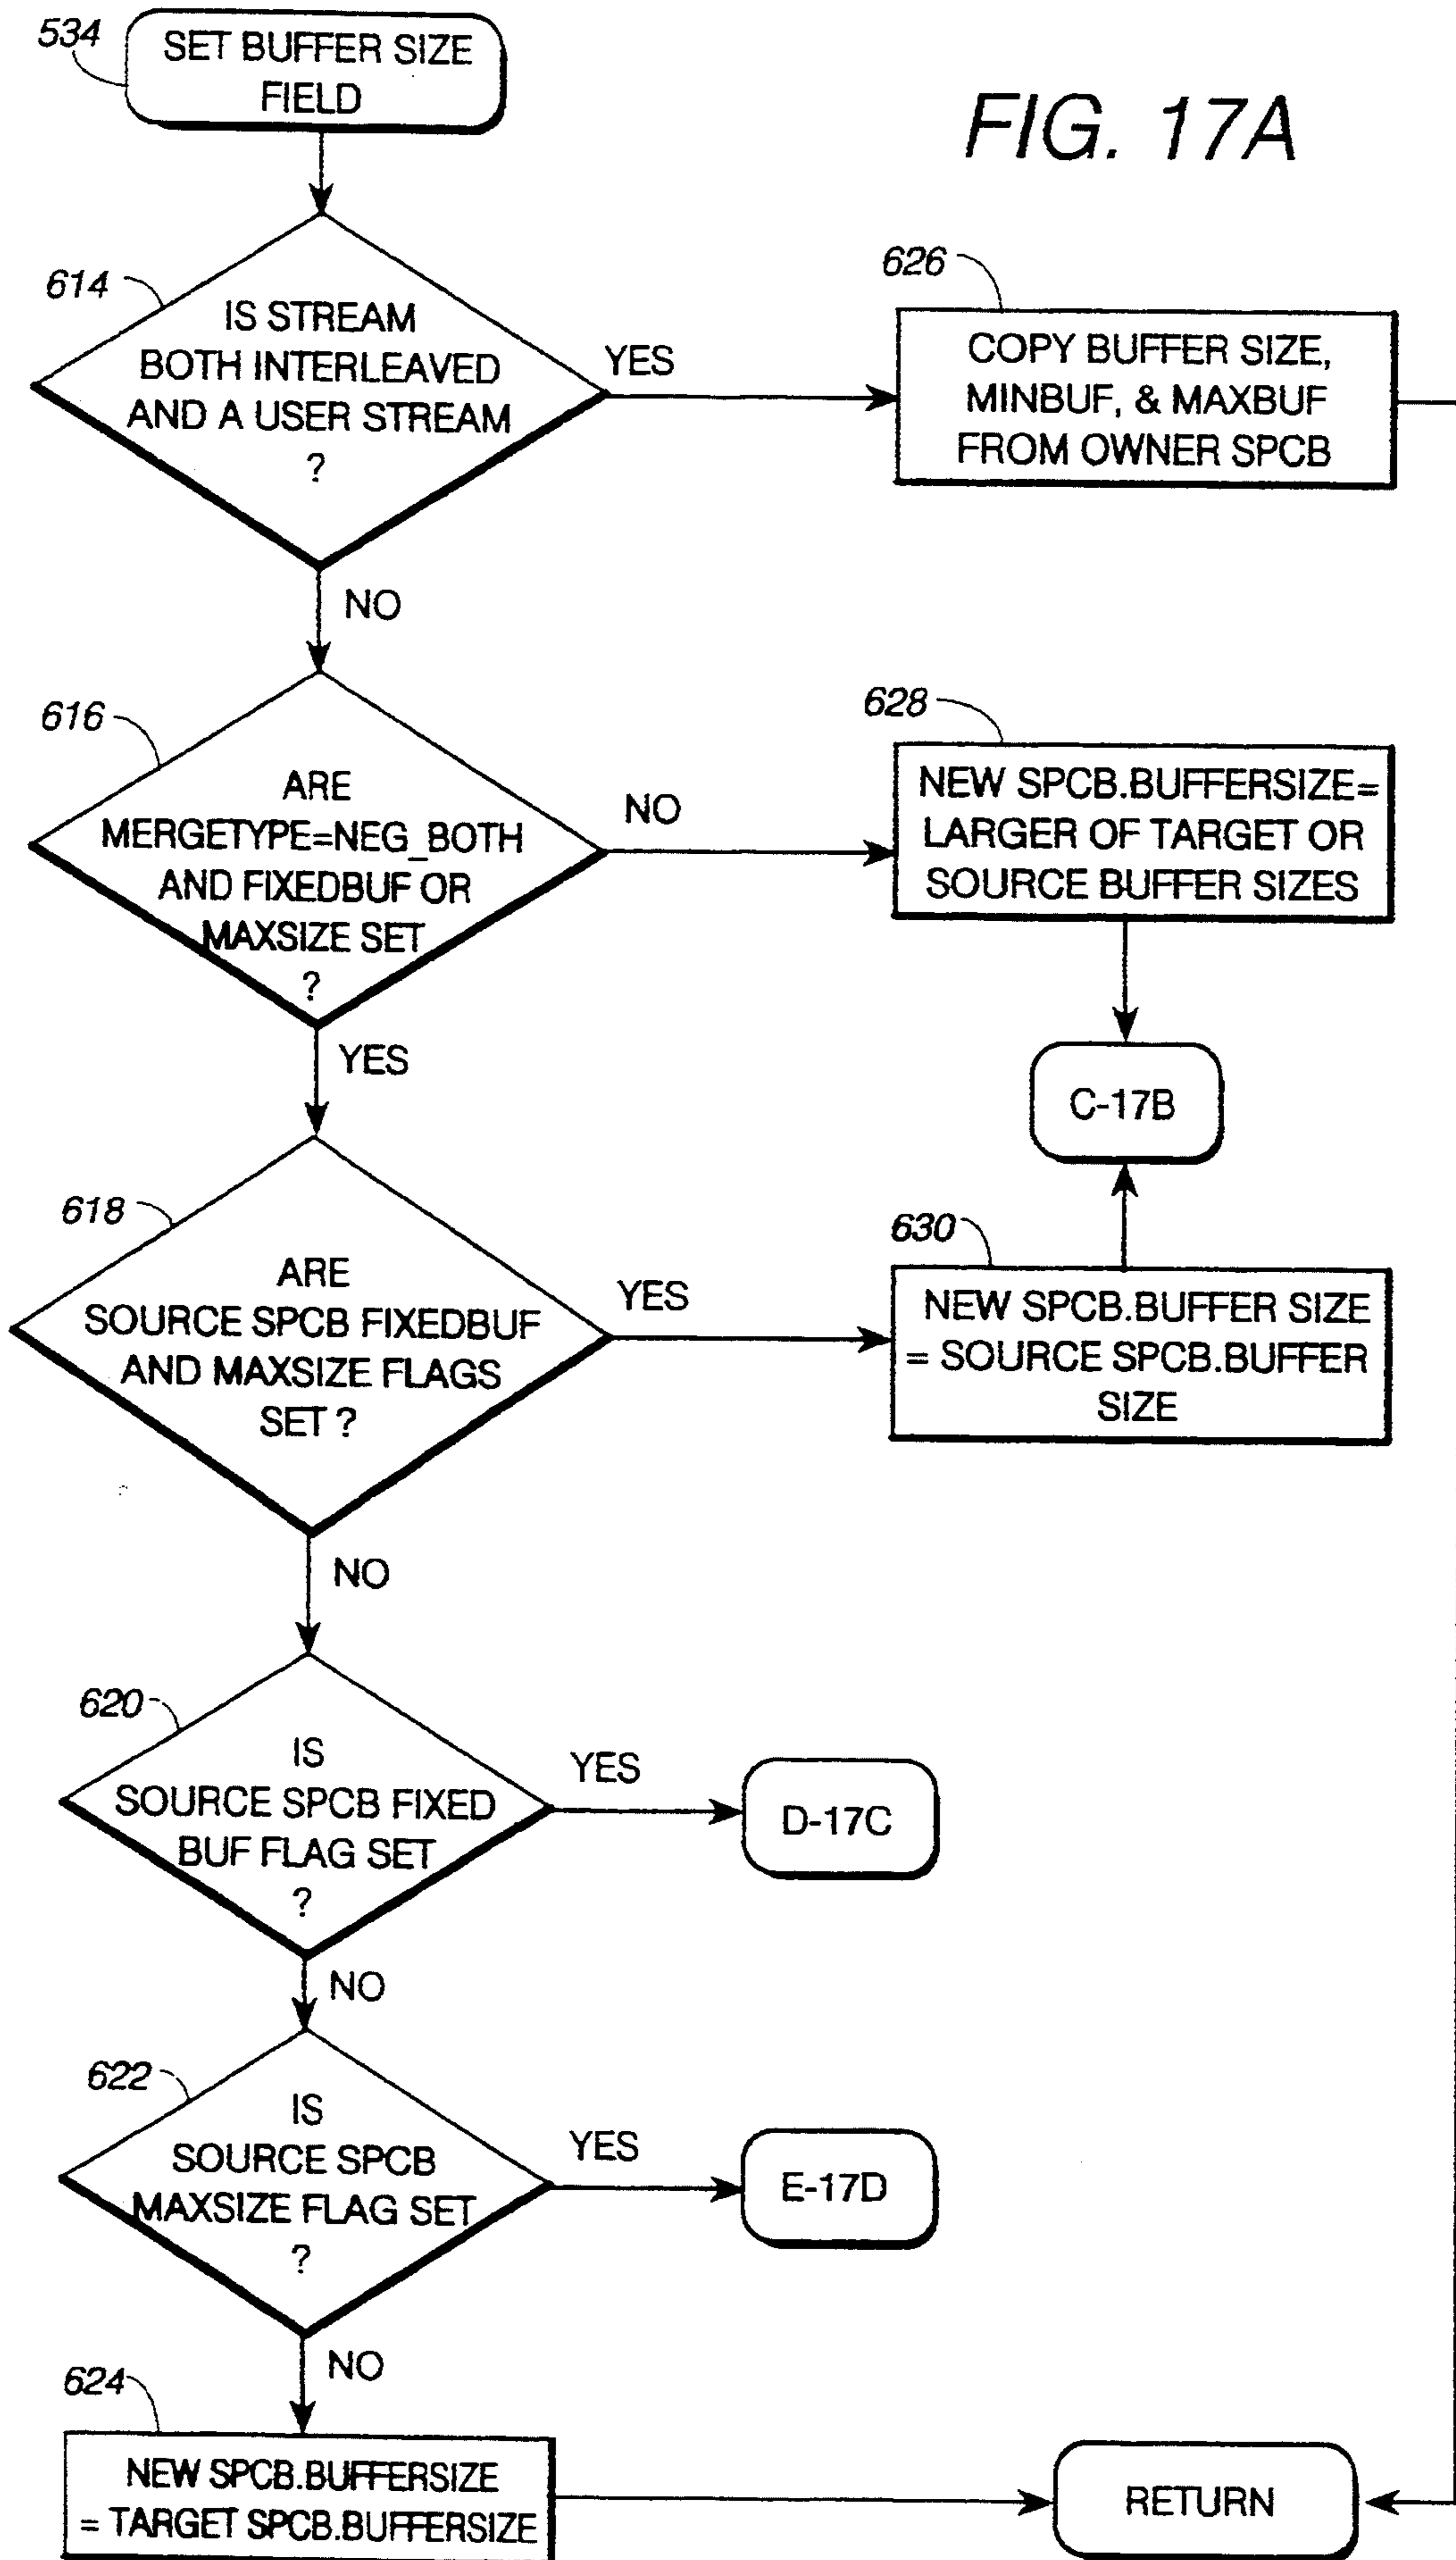 534
SET BUFFER SIZE
FIELD
FIG. 17A
614
IS STREAM
BOTH INTERLEAVED
AND A USER STREAM
?
YES
626
COPY BUFFER SIZE,
MINBUF, & MAXBUF
FROM OWNER SPCB
NO
616
ARE
MERGETYPE=NEG_BOTH
AND FIXEDBUF OR
MAXSIZE SET
?
NO
628
NEW SPCB.BUFFERSIZE=
LARGER OF TARGET OR
SOURCE BUFFER SIZES
YES
C-17B
618
ARE
SOURCE SPCB FIXEDBUF
AND MAXSIZE FLAGS
SET ?
YES
630
NEW SPCB.BUFFER SIZE
= SOURCE SPCB.BUFFER
SIZE
NO
620
IS
SOURCE SPCB FIXED
BUF FLAG SET
?
YES
D-17C
NO
622
IS
SOURCE SPCB
MAXSIZE FLAG SET
?
YES
E-17D
NO
624
NEW SPCB.BUFFERSIZE
= TARGET SPCB.BUFFERSIZE
RETURN